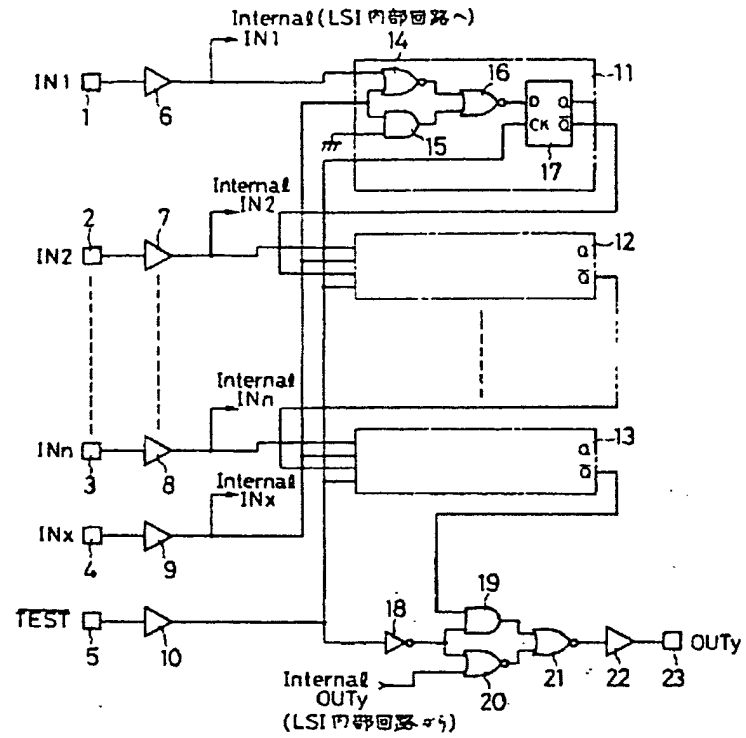 Internal (LSI内部回路へ)
IN1
14
IN1
1
6
16
11
15
D Q
CK Q̅
17
Internal
IN2
2
7
IN2
12
Q
Q̅
Internal
INn
INn
3
8
13
Q
Q̅
Internal
INx
INx
4
9
T̅E̅S̅T̅
5
10
18
19
20
21
22
23
OUTy
Internal
OUTy
(LSI内部回路から)